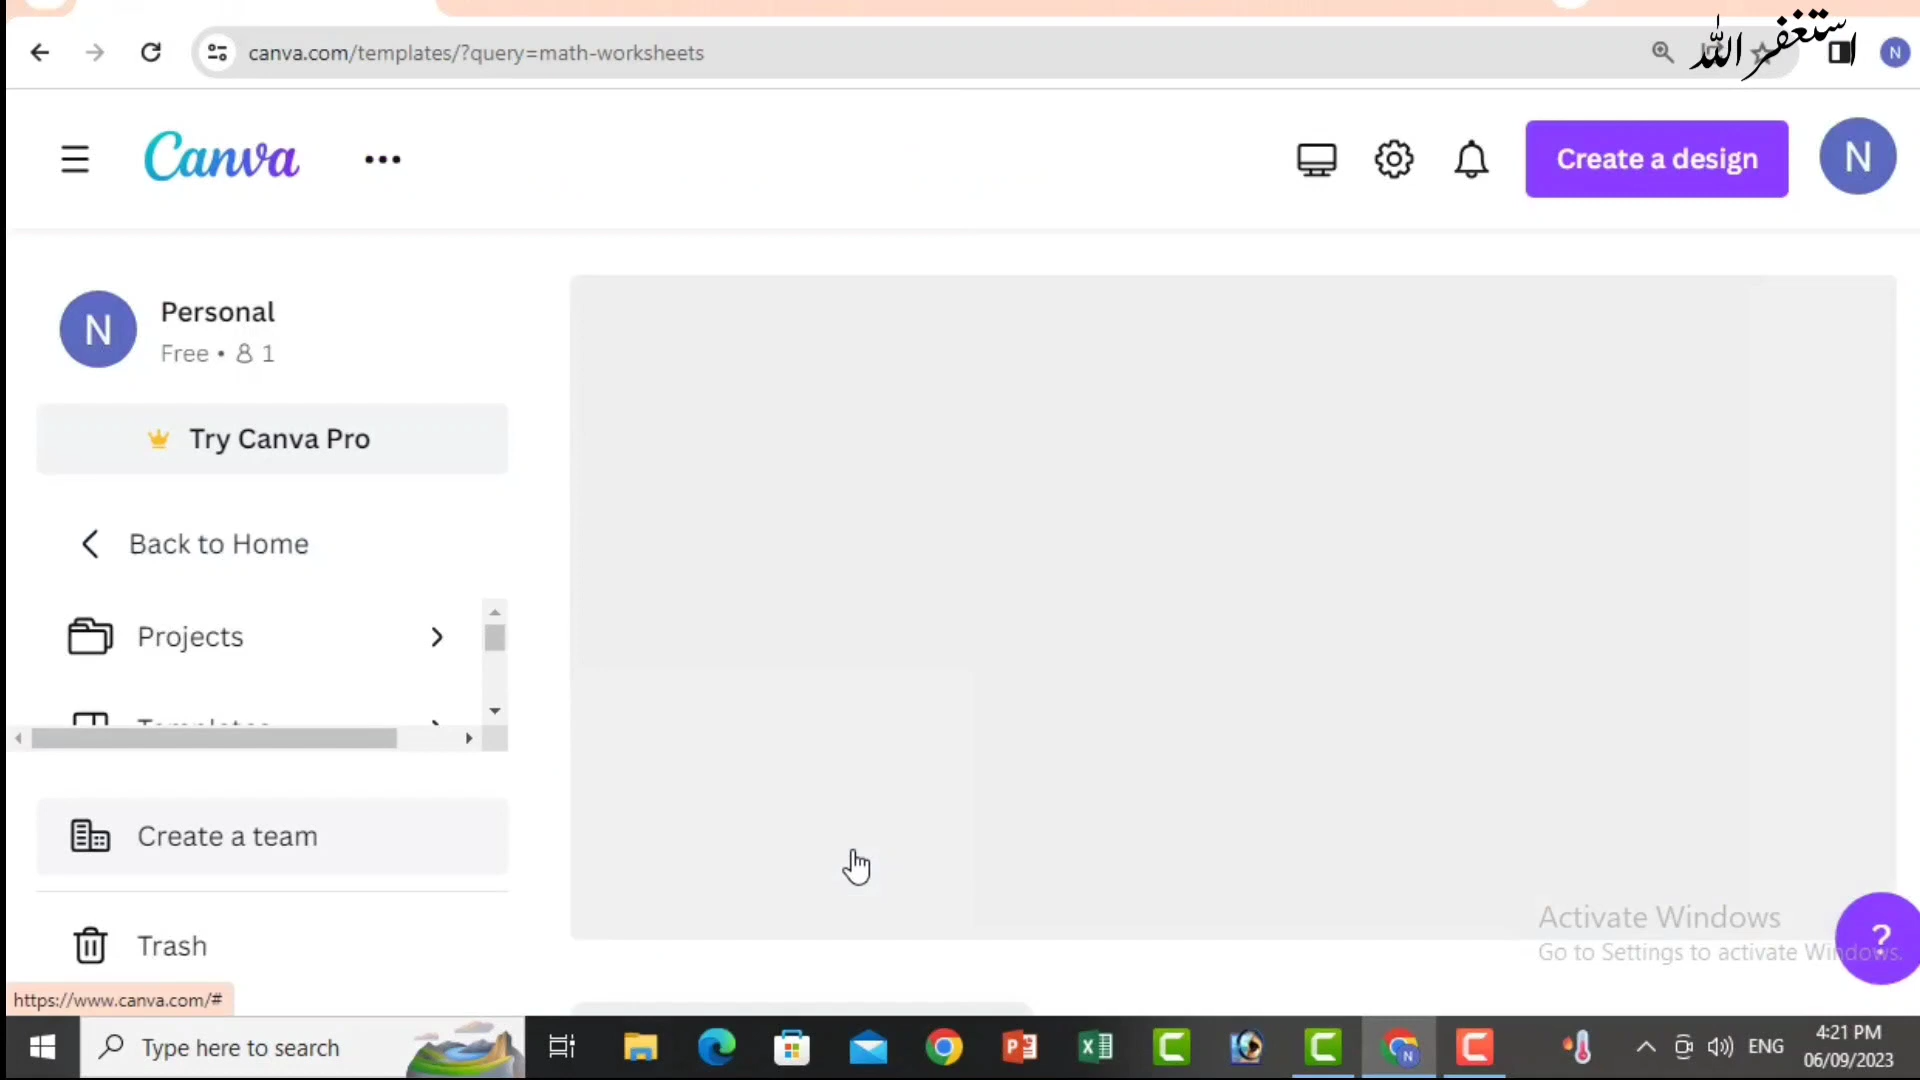 canva.com/templates/?query=math-worksheets
استغفر الله
N
Canva
Create a design
N
N
Personal
Free • 1
Try Canva Pro
Back to Home
Projects
Templates
Create a team
Trash
Activate Windows
Go to Settings to activate Windows.
?
https://www.canva.com/#
Type here to search
N
ENG
4:21 PM
06/09/2023